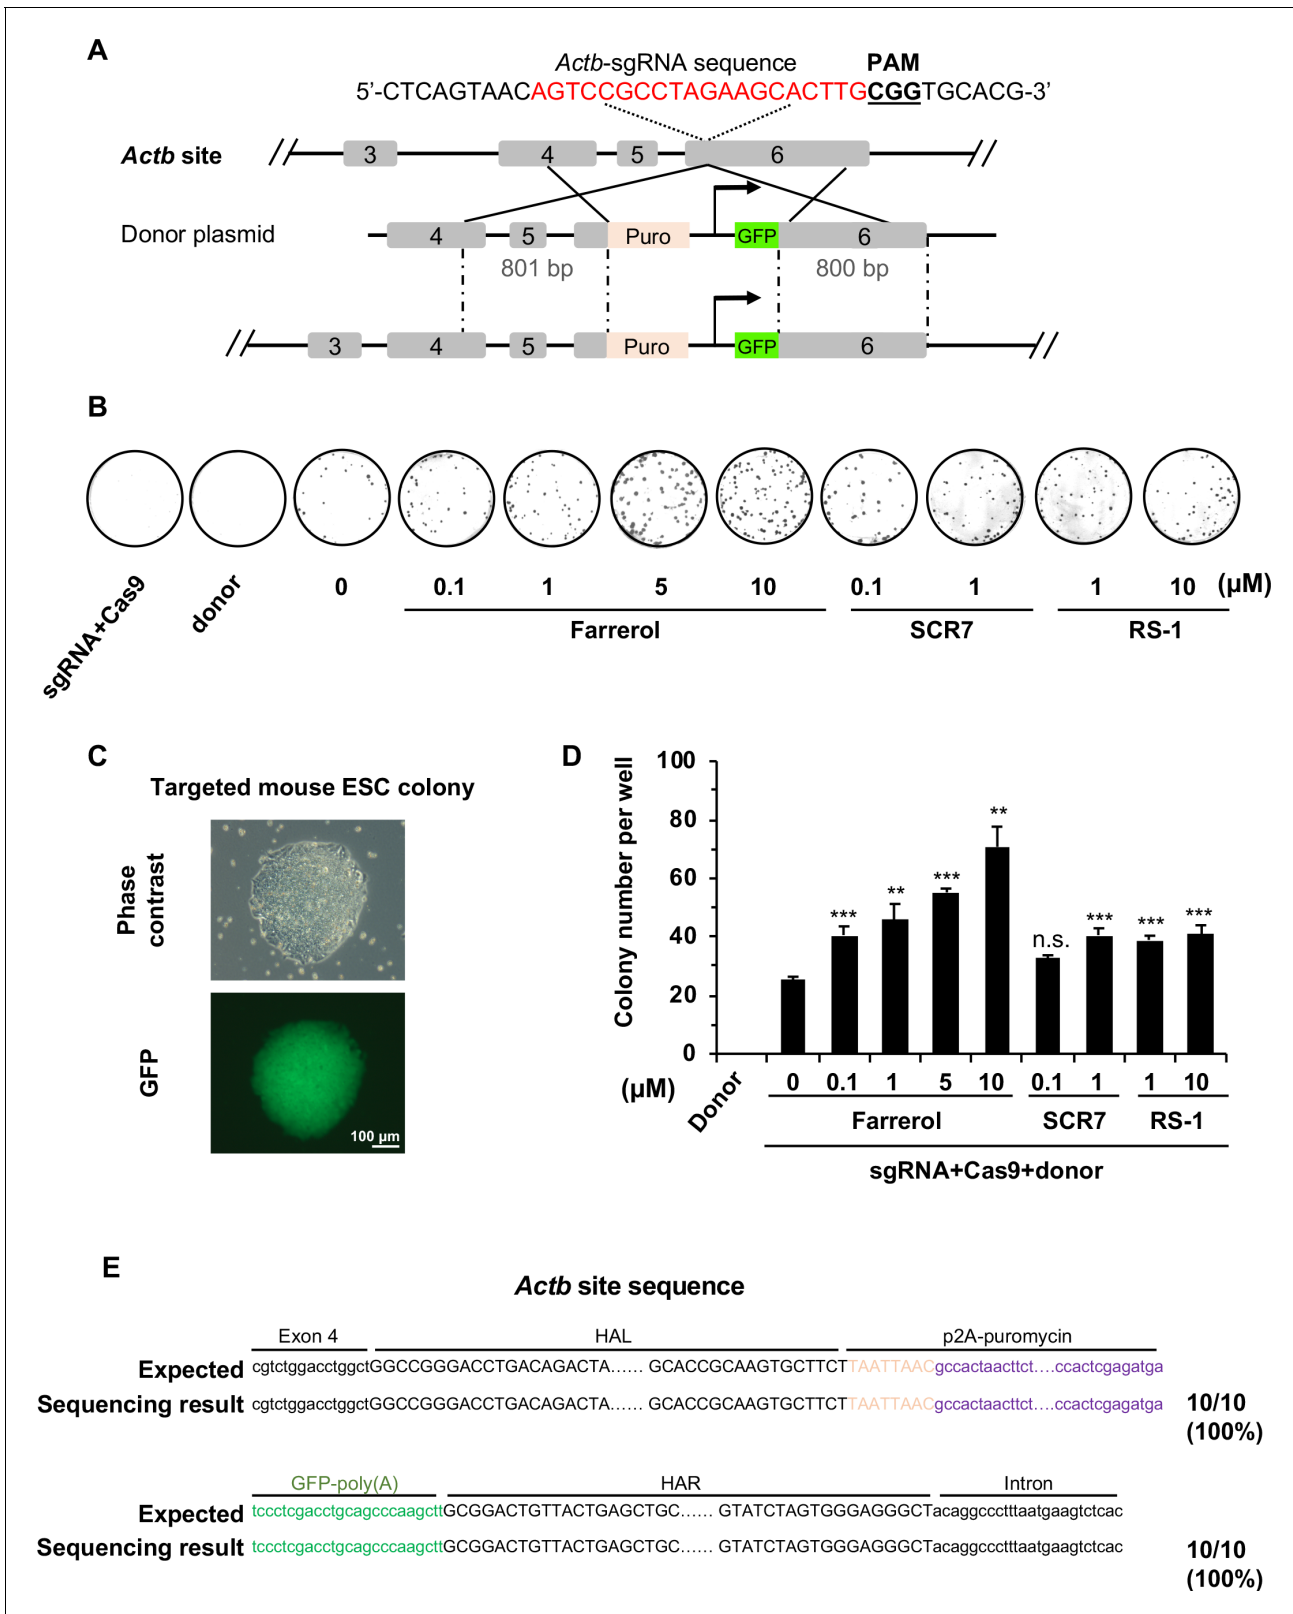 A
Actb-sgRNA sequence PAM
5'-CTCAGTAACAGTCCGCCTAGAAGCACTTGCGGTGCACG-3'
Actb site 3 4 5 6
Donor plasmid 4 5 Puro GFP 6
801 bp 800 bp
3 4 5 Puro GFP 6
B
sgRNA+Cas9 donor 0 0.1 1 5 10 0.1 1 1 10 (μM)
Farrerol SCR7 RS-1
C
Targeted mouse ESC colony
Phase contrast
GFP
100 μm
D
Colony number per well
100
80
60
40
20
0
*** ** *** ** n.s. *** *** ***
(μM) Donor 0 0.1 1 5 10 0.1 1 1 10
Farrerol SCR7 RS-1
sgRNA+Cas9+donor
E
Actb site sequence
Exon 4 HAL p2A-puromycin
Expected cgtctggacctggctGGCCGGGACCTGACAGACTA...... GCACCGCAAGTGCTTCTTAATTAACgccactaacttct....ccactcgagatga
Sequencing result cgtctggacctggctGGCCGGGACCTGACAGACTA...... GCACCGCAAGTGCTTCTTAATTAACgccactaacttct....ccactcgagatga 10/10
(100%)
GFP-poly(A) HAR Intron
Expected tccctcgacctgcagcccaagcttGCGGACTGTTACTGAGCTGC...... GTATCTAGTGGGAGGGCTacaggccctttaatgaagtctcac
Sequencing result tccctcgacctgcagcccaagcttGCGGACTGTTACTGAGCTGC...... GTATCTAGTGGGAGGGCTacaggccctttaatgaagtctcac 10/10
(100%)